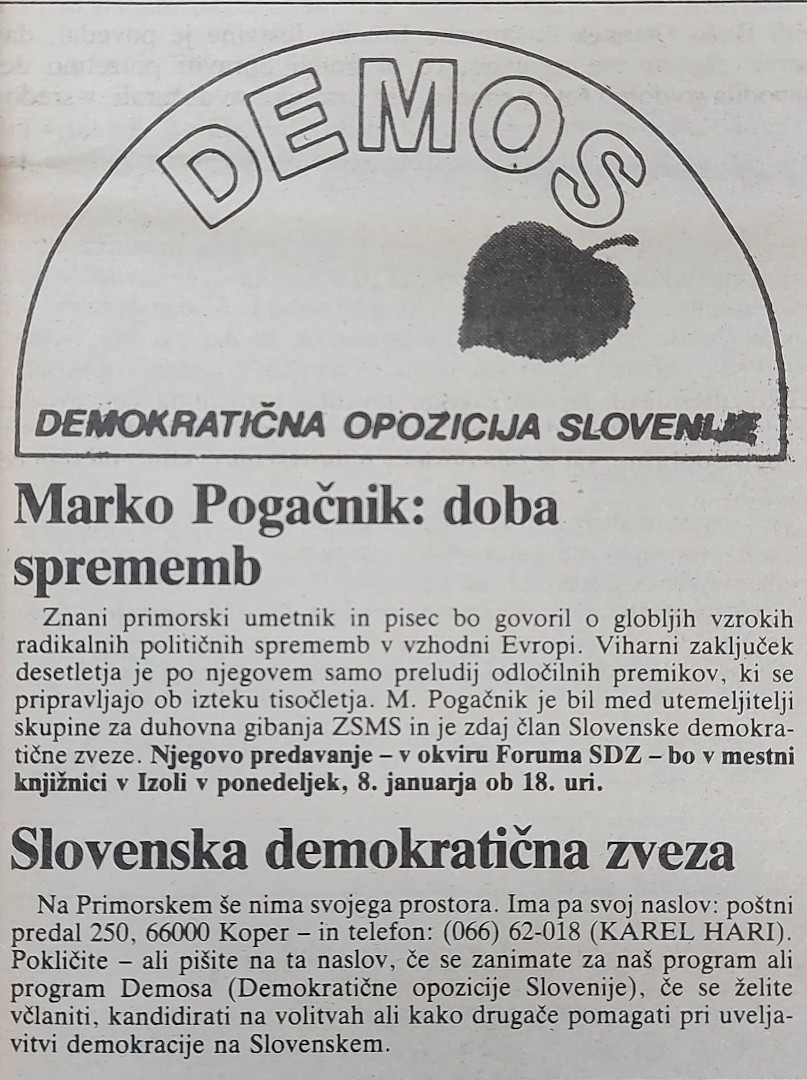 DEMOS
DEMOKRATIČNA OPOZICIJA SLOVENIJE
Marko Pogačnik: doba
sprememb
Znani primorski umetnik in pisec bo govoril o globljih vzrokih
radikalnih političnih sprememb v vzhodni Evropi. Viharni zaključek
desetletja je po njegovem samo preludij odločilnih premikov, ki se
pripravljajo ob izteku tisočletja. M. Pogačnik je bil med utemeljitelji
skupine za duhovna gibanja ZSMS in je zdaj član Slovenske demokra-
tične zveze. Njegovo predavanje – v okviru Foruma SDZ – bo v mestni
knjižnici v Izoli v ponedeljek, 8. januarja ob 18. uri.
Slovenska demokratična zveza
Na Primorskem še nima svojega prostora. Ima pa svoj naslov: poštni
predal 250, 66000 Koper – in telefon: (066) 62-018 (KAREL HARI).
Pokličite – ali pišite na ta naslov, če se zanimate za naš program ali
program Demosa (Demokratične opozicije Slovenije), če se želite
včlaniti, kandidirati na volitvah ali kako drugače pomagati pri uvelja-
vitvi demokracije na Slovenskem.